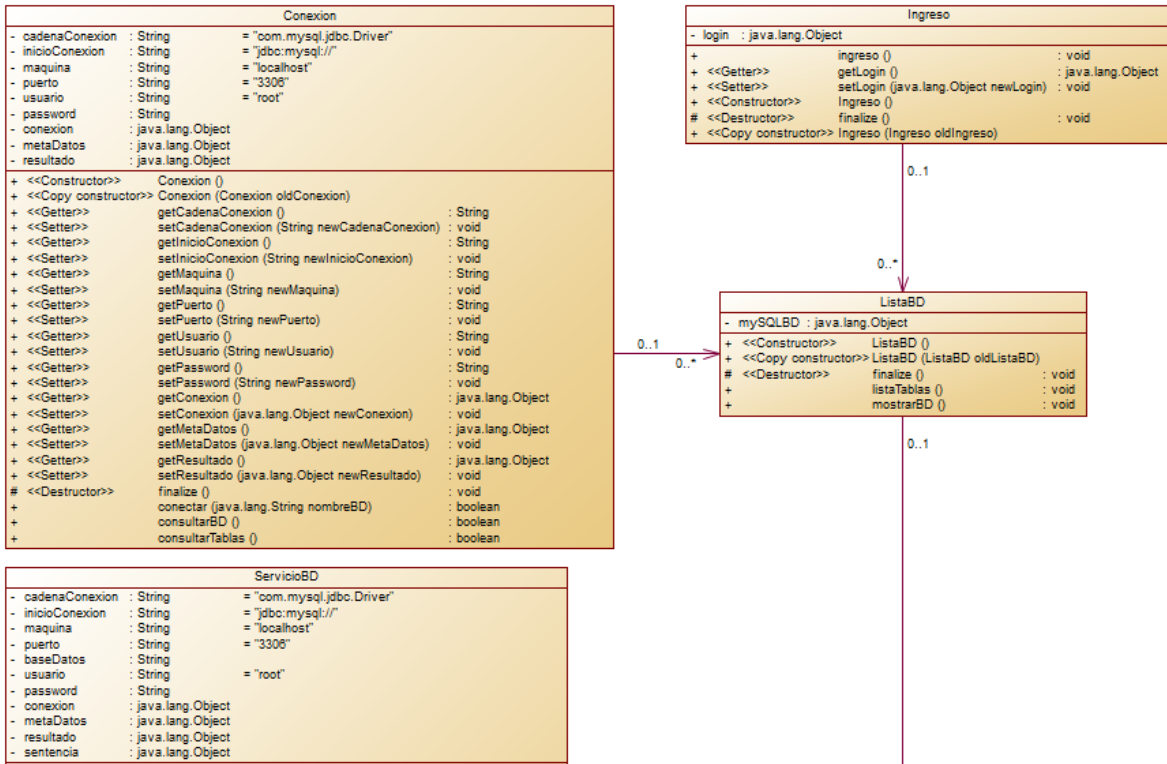 Conexion
- cadenaConexion : String = "com.mysql.jdbc.Driver"
- inicioConexion : String = "jdbc:mysql://"
- maquina : String = "localhost"
- puerto : String = "3306"
- usuario : String = "root"
- password : String
- conexion : java.lang.Object
- metaDatos : java.lang.Object
- resultado : java.lang.Object
+ <<Constructor>> Conexion ()
+ <<Copy constructor>> Conexion (Conexion oldConexion)
+ <<Getter>> getCadenaConexion () : String
+ <<Setter>> setCadenaConexion (String newCadenaConexion) : void
+ <<Getter>> getInicioConexion () : String
+ <<Setter>> setInicioConexion (String newInicioConexion) : void
+ <<Getter>> getMaquina () : String
+ <<Setter>> setMaquina (String newMaquina) : void
+ <<Getter>> getPuerto () : String
+ <<Setter>> setPuerto (String newPuerto) : void
+ <<Getter>> getUsuario () : String
+ <<Setter>> setUsuario (String newUsuario) : void
+ <<Getter>> getPassword () : String
+ <<Setter>> setPassword (String newPassword) : void
+ <<Getter>> getConexion () : java.lang.Object
+ <<Setter>> setConexion (java.lang.Object newConexion) : void
+ <<Getter>> getMetaDatos () : java.lang.Object
+ <<Setter>> setMetaDatos (java.lang.Object newMetaDatos) : void
+ <<Getter>> getResultado () : java.lang.Object
+ <<Setter>> setResultado (java.lang.Object newResultado) : void
# <<Destructor>> finalize () : void
+ conectar (java.lang.String nombreBD) : boolean
+ consultarBD () : boolean
+ consultarTablas () : boolean
Ingreso
- login : java.lang.Object
+ ingreso () : void
+ <<Getter>> getLogin () : java.lang.Object
+ <<Setter>> setLogin (java.lang.Object newLogin) : void
+ <<Constructor>> Ingreso ()
# <<Destructor>> finalize () : void
+ <<Copy constructor>> Ingreso (Ingreso oldIngreso)
0..1
0..*
0..1
0..*
ListaBD
- mySQLBD : java.lang.Object
+ <<Constructor>> ListaBD ()
+ <<Copy constructor>> ListaBD (ListaBD oldListaBD)
# <<Destructor>> finalize () : void
+ listaTablas () : void
+ mostrarBD () : void
0..1
ServicioBD
- cadenaConexion : String = "com.mysql.jdbc.Driver"
- inicioConexion : String = "jdbc:mysql://"
- maquina : String = "localhost"
- puerto : String = "3306"
- baseDatos : String
- usuario : String = "root"
- password : String
- conexion : java.lang.Object
- metaDatos : java.lang.Object
- resultado : java.lang.Object
- sentencia : java.lang.Object